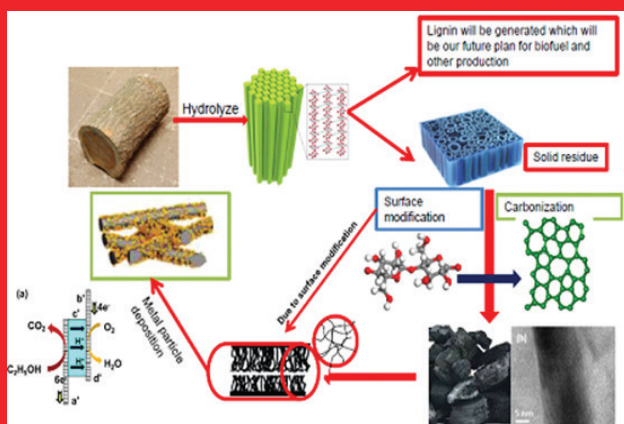 Lignin will be generated which will
be our future plan for biofuel and
other production
Hydrolyze
Solid residue
Surface
modification
Carbonization
Due to surface modification
Metal particle
deposition
(a)
b'
4e-
c'
CO2
O2
H2O
C2H5OH
6e
d'
a'
(b)
5 nm